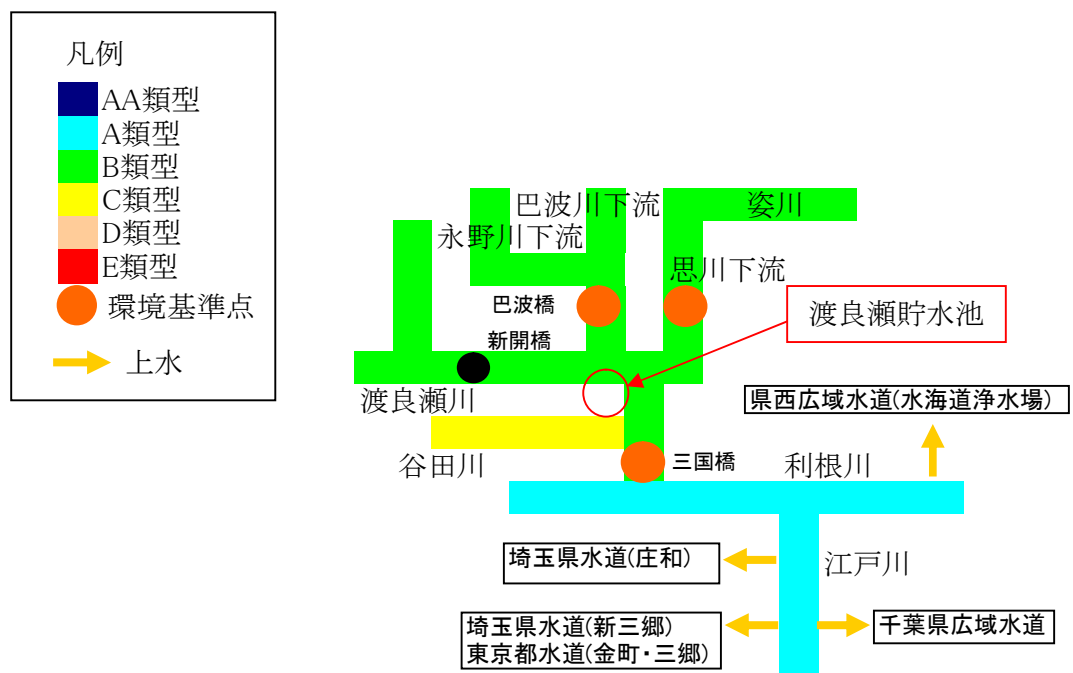 凡例
AA類型
A類型
B類型
C類型
D類型
E類型
環境基準点
上水
巴波川下流
姿川
永野川下流
思川下流
巴波橋
渡良瀬貯水池
新開橋
渡良瀬川
県西広域水道(水海道浄水場)
谷田川
三国橋
利根川
埼玉県水道(庄和)
江戸川
埼玉県水道(新三郷)
東京都水道(金町・三郷)
千葉県広域水道